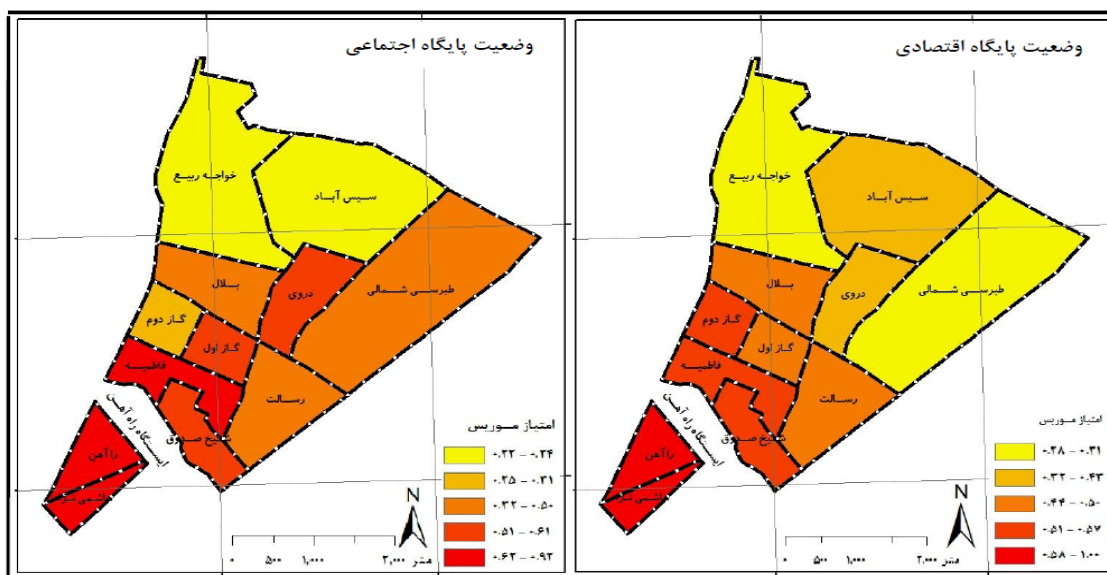 وضعیت پایگاه اقتصادی
خواجه ربیع
سیس آباد
بلال
دروی
طبرسی شمالی
گاز دوم
گاز اول
فاطمیه
رسالت
شیخ صدوق
ایستگاه راه آهن
راه آهن
امتیاز موریس
۰.۲۸ – ۰.۳۱
۰.۳۲ – ۰.۴۳
۰.۴۴ – ۰.۵۰
۰.۵۱ – ۰.۵۷
۰.۵۸ – ۱.۰۰
N
۰ ۵۰۰ ۱,۰۰۰ ۲,۰۰۰ متر
وضعیت پایگاه اجتماعی
خواجه ربیع
سیس آباد
بلال
دروی
طبرسی شمالی
گاز دوم
گاز اول
فاطمیه
رسالت
شیخ صدوق
ایستگاه راه آهن
راه آهن
امتیاز موریس
۰.۲۲ – ۰.۲۴
۰.۲۵ – ۰.۳۱
۰.۳۲ – ۰.۵۰
۰.۵۱ – ۰.۶۱
۰.۶۲ – ۰.۹۲
N
۰ ۵۰۰ ۱,۰۰۰ ۲,۰۰۰ متر